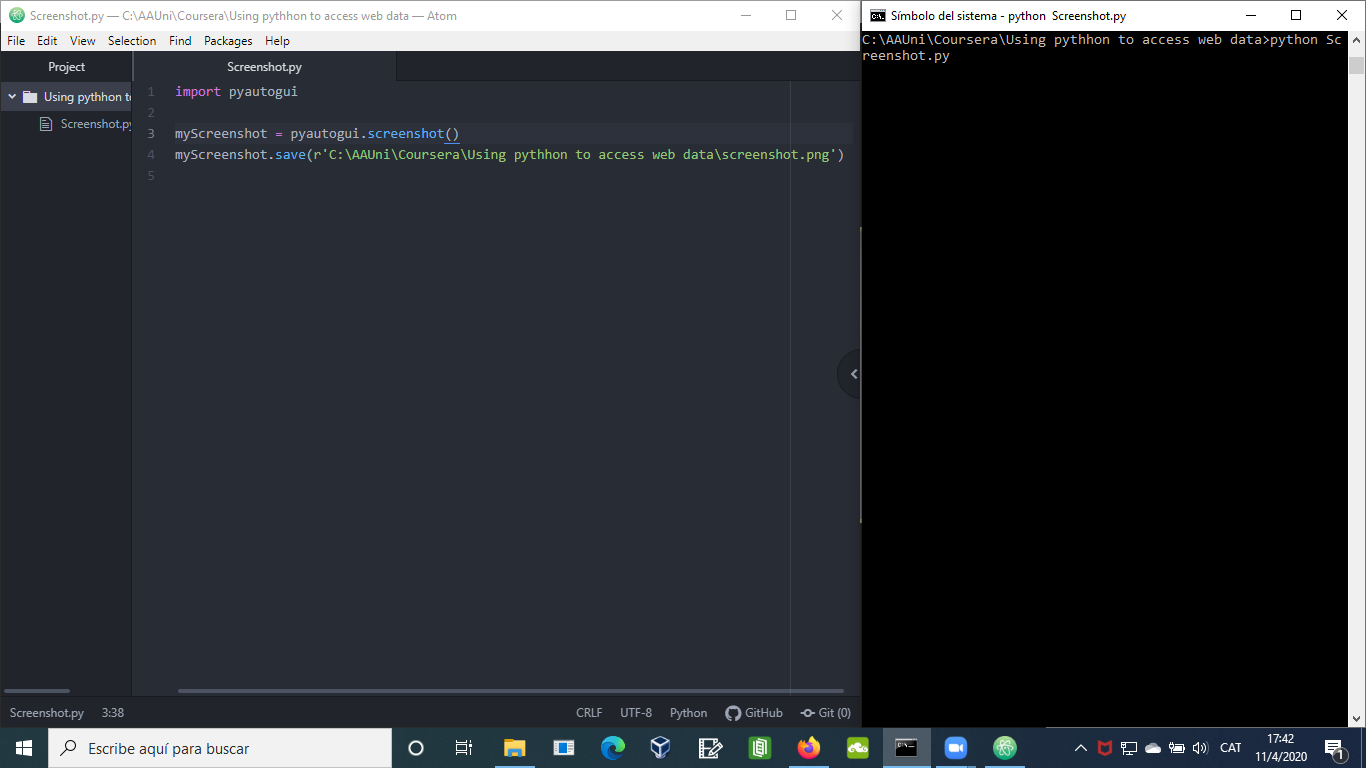 Screenshot.py — C:\AAUni\Coursera\Using pythhon to access web data — Atom
File Edit View Selection Find Packages Help
Project
Using pythhon to
Screenshot.py
Screenshot.py
1 import pyautogui
2
3 myScreenshot = pyautogui.screenshot()
4 myScreenshot.save(r'C:\AAUni\Coursera\Using pythhon to access web data\screenshot.png')
5
Screenshot.py 3:38 CRLF UTF-8 Python GitHub Git (0)
Símbolo del sistema - python Screenshot.py
C:\AAUni\Coursera\Using pythhon to access web data>python Sc
reenshot.py
Escribe aquí para buscar
CAT
17:42
11/4/2020
1